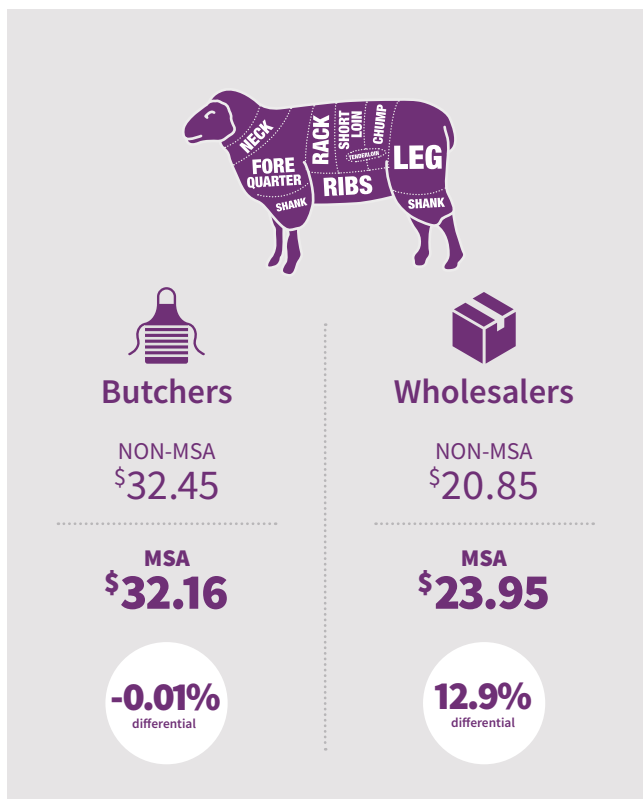 NECK
FORE
QUARTER
SHANK
RACK
SHORT
LOIN
CHUMP
TENDERLOIN
RIBS
LEG
SHANK
Butchers
NON-MSA
$32.45
MSA
$32.16
-0.01%
differential
Wholesalers
NON-MSA
$20.85
MSA
$23.95
12.9%
differential